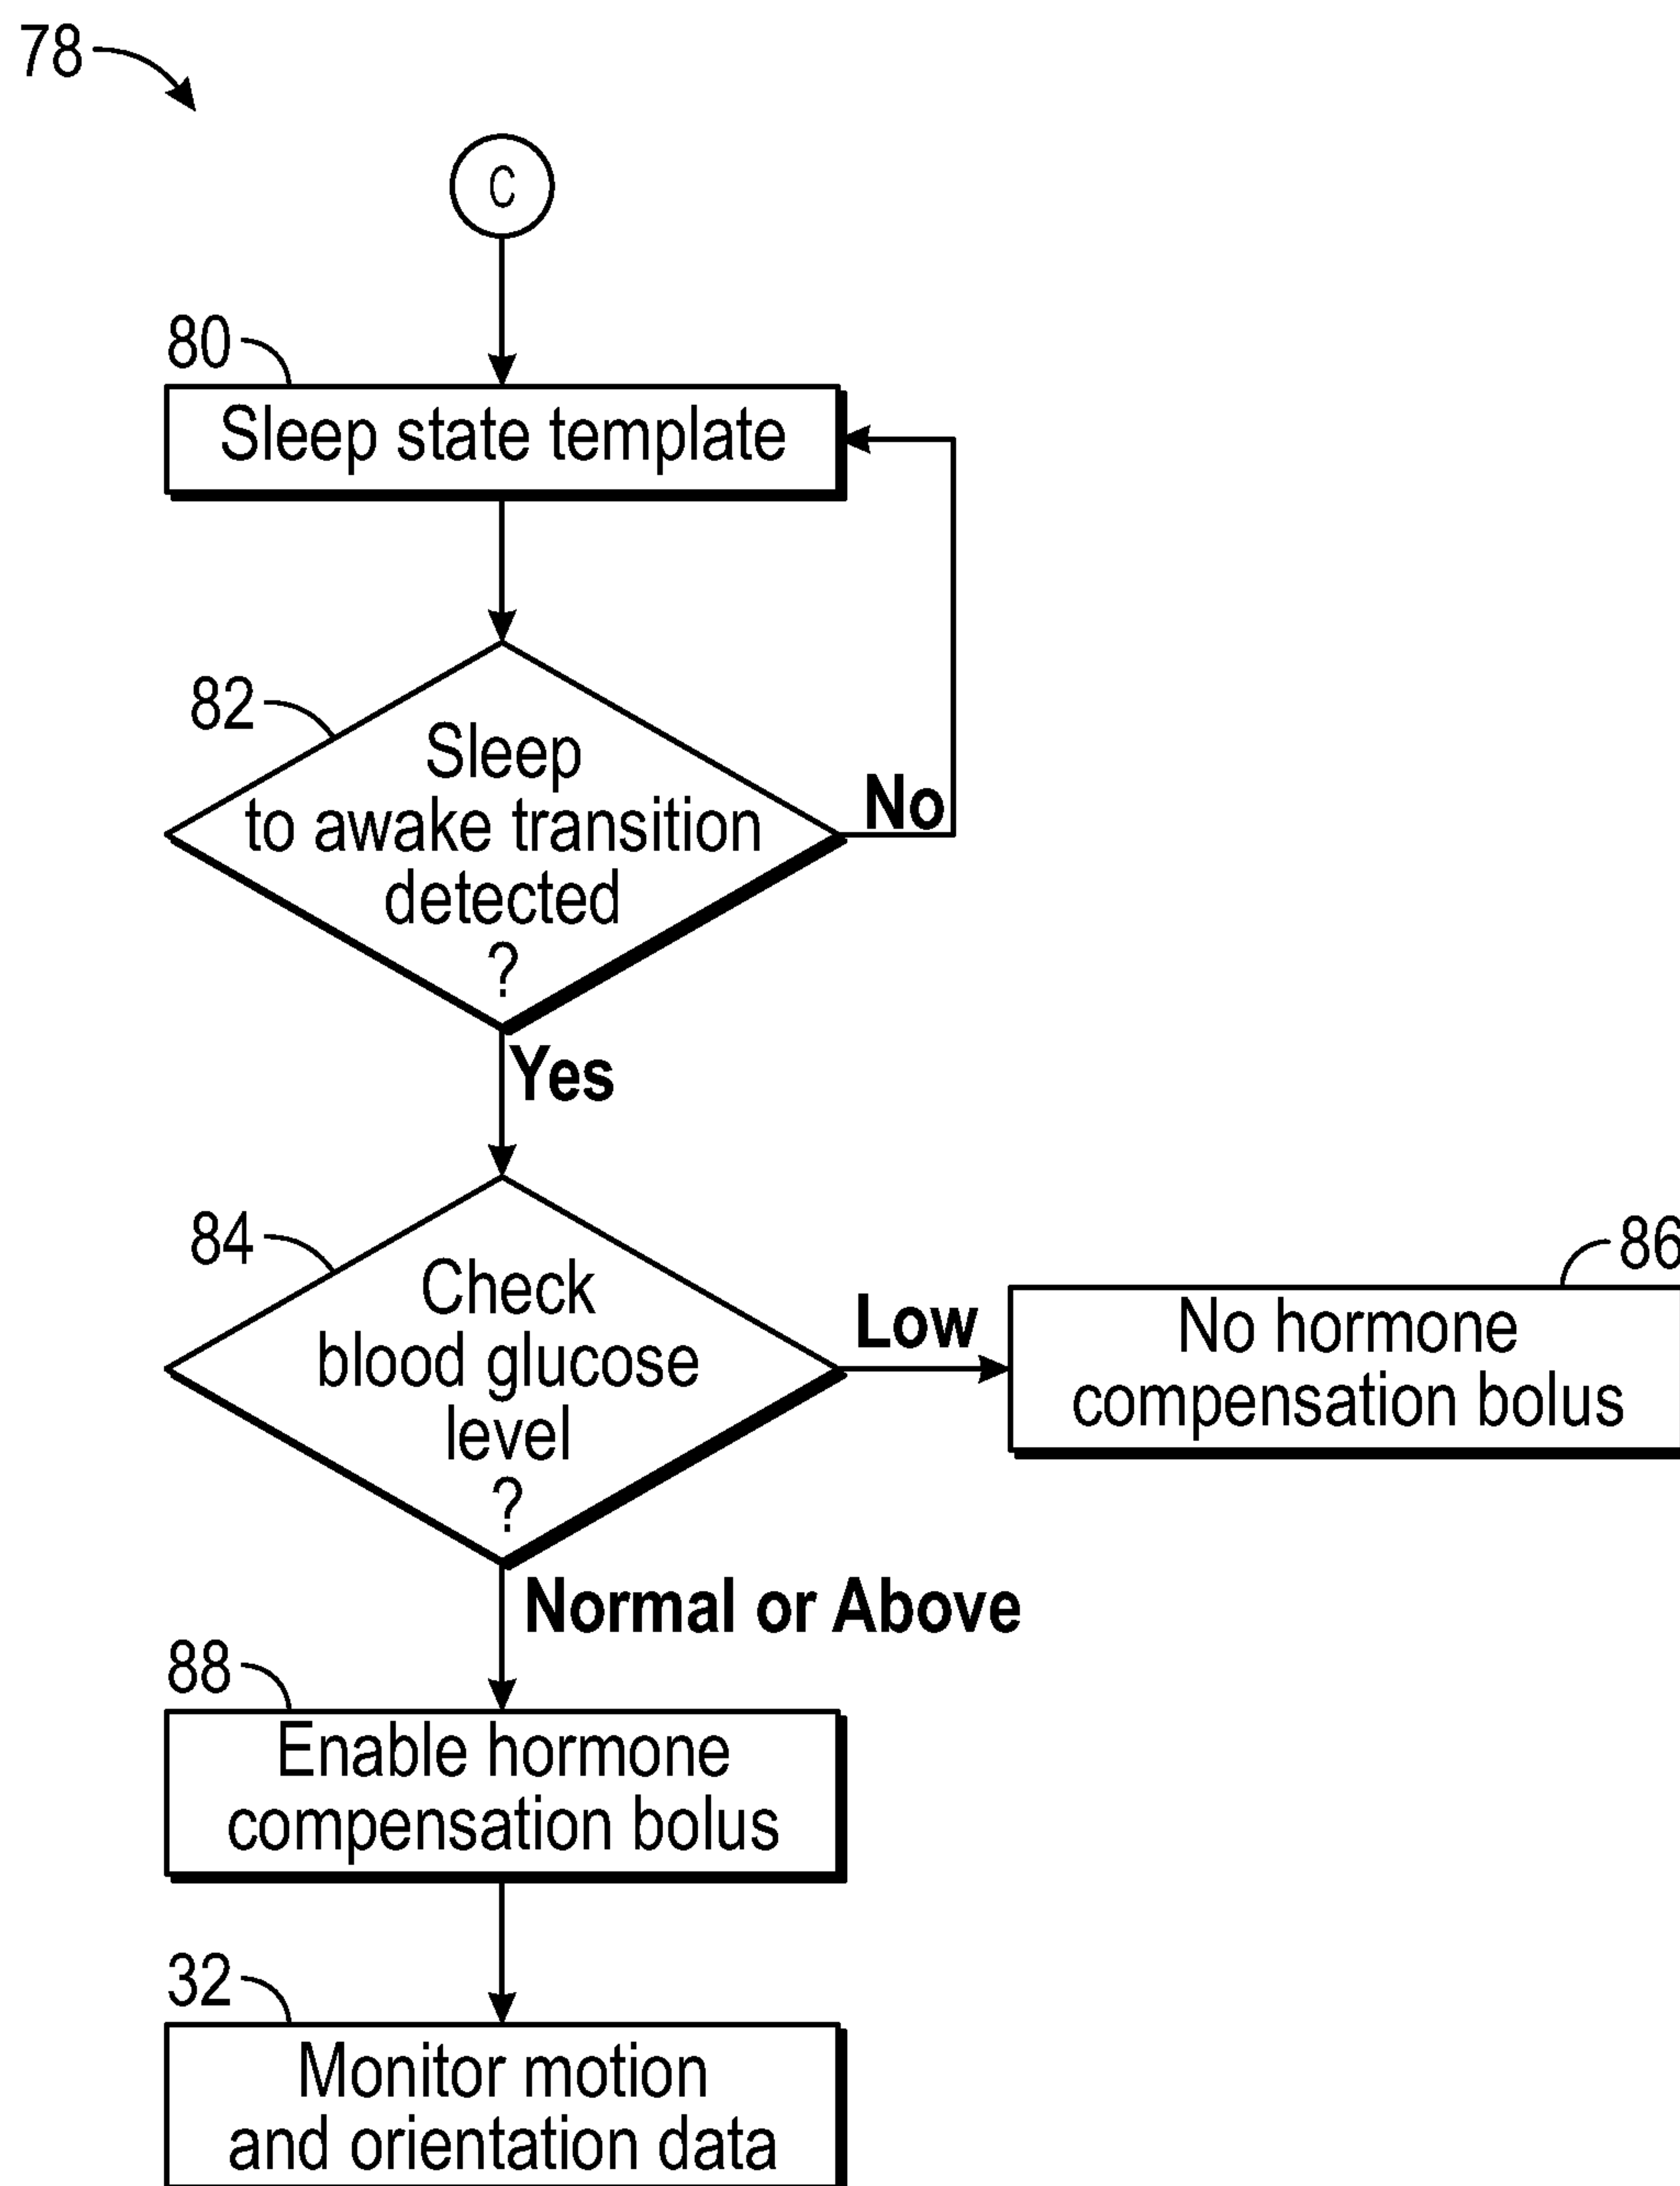 78
C
80
Sleep state template
82
Sleep
to awake transition
detected
?
No
Yes
84
Check
blood glucose
level
?
Low
86
No hormone
compensation bolus
Normal or Above
88
Enable hormone
compensation bolus
32
Monitor motion
and orientation data